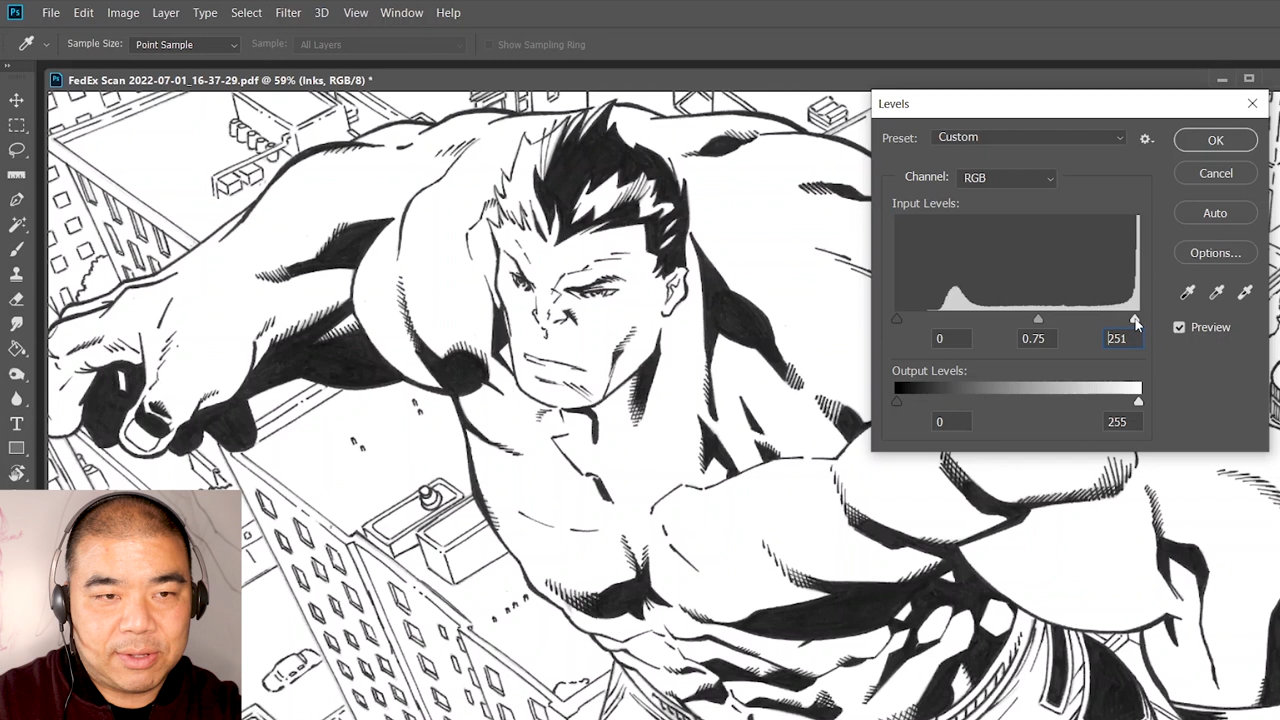 Ps File Edit Image Layer Type Select Filter 3D View Window Help
Sample Size: Point Sample Sample: All Layers Show Sampling Ring
Ps FedEx Scan 2022-07-01_16-37-29.pdf @ 59% (Inks, RGB/8) *
Levels
Preset: Custom
OK
Channel: RGB
Cancel
Input Levels:
Auto
Options...
Preview
0 0.75 251
Output Levels:
0 255
T